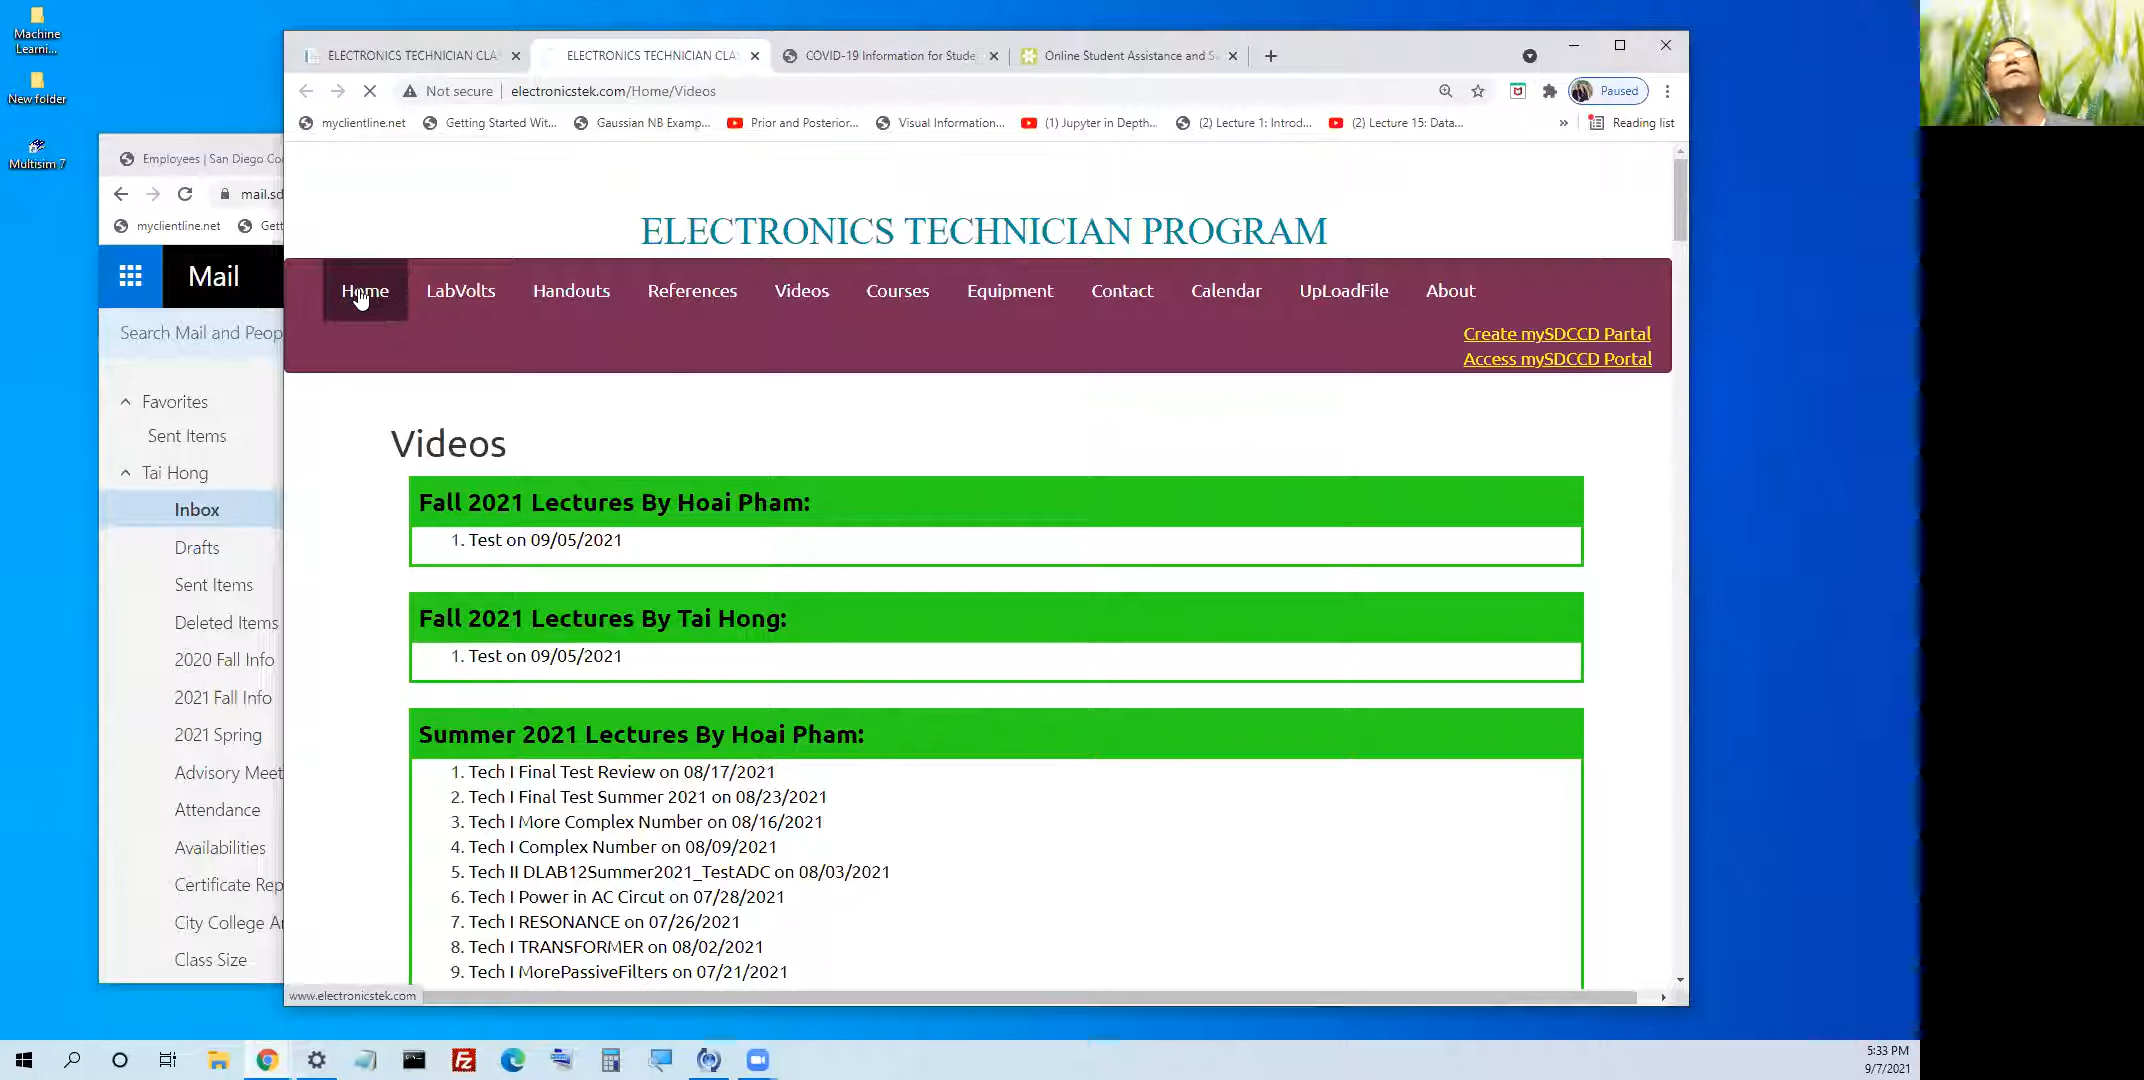 Machine
Learni...
New folder
Multisim 7
Employees | San Diego Co
mail.sd
myclientline.net
Gett
Mail
Search Mail and Peop
Favorites
Sent Items
Tai Hong
Inbox
Drafts
Sent Items
Deleted Items
2020 Fall Info
2021 Fall Info
2021 Spring
Advisory Meet
Attendance
Availabilities
Certificate Rep
City College A
Class Size
ELECTRONICS TECHNICIAN CLA
ELECTRONICS TECHNICIAN CLA
COVID-19 Information for Stude
Online Student Assistance and S
Not secure
electronicstek.com/Home/Videos
Paused
myclientline.net
Getting Started Wit...
Gaussian NB Examp...
Prior and Posterior...
Visual Information...
(1) Jupyter in Depth...
(2) Lecture 1: Introd...
(2) Lecture 15: Data...
»
Reading list
ELECTRONICS TECHNICIAN PROGRAM
Home LabVolts Handouts References Videos Courses Equipment Contact Calendar UpLoadFile About
Create mySDCCD Partal
Access mySDCCD Portal
Videos
Fall 2021 Lectures By Hoai Pham:
1. Test on 09/05/2021
Fall 2021 Lectures By Tai Hong:
1. Test on 09/05/2021
Summer 2021 Lectures By Hoai Pham:
1. Tech I Final Test Review on 08/17/2021
2. Tech I Final Test Summer 2021 on 08/23/2021
3. Tech I More Complex Number on 08/16/2021
4. Tech I Complex Number on 08/09/2021
5. Tech II DLAB12Summer2021_TestADC on 08/03/2021
6. Tech I Power in AC Circut on 07/28/2021
7. Tech I RESONANCE on 07/26/2021
8. Tech I TRANSFORMER on 08/02/2021
9. Tech I MorePassiveFilters on 07/21/2021
www.electronicstek.com
5:33 PM
9/7/2021